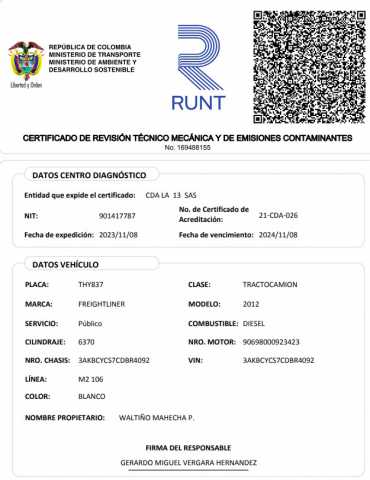 REPÚBLICA DE COLOMBIA
MINISTERIO DE TRANSPORTE
MINISTERIO DE AMBIENTE Y
DESARROLLO SOSTENIBLE
Libertad y Orden
RUNT
CERTIFICADO DE REVISIÓN TÉCNICO MECÁNICA Y DE EMISIONES CONTAMINANTES
No. 169488155
DATOS CENTRO DIAGNÓSTICO
Entidad que expide el certificado: CDA LA 13 SAS
NIT: 901417787 No. de Certificado de Acreditación: 21-CDA-026
Fecha de expedición: 2023/11/08 Fecha de vencimiento: 2024/11/08
DATOS VEHÍCULO
PLACA: THY837 CLASE: TRACTOCAMION
MARCA: FREIGHTLINER MODELO: 2012
SERVICIO: Público COMBUSTIBLE: DIESEL
CILINDRAJE: 6370 NRO. MOTOR: 90698000923423
NRO. CHASIS: 3AKBCYCS7CDBR4092 VIN: 3AKBCYCS7CDBR4092
LÍNEA: M2 106
COLOR: BLANCO
NOMBRE PROPIETARIO: WALTIÑO MAHECHA P.
FIRMA DEL RESPONSABLE
GERARDO MIGUEL VERGARA HERNANDEZ